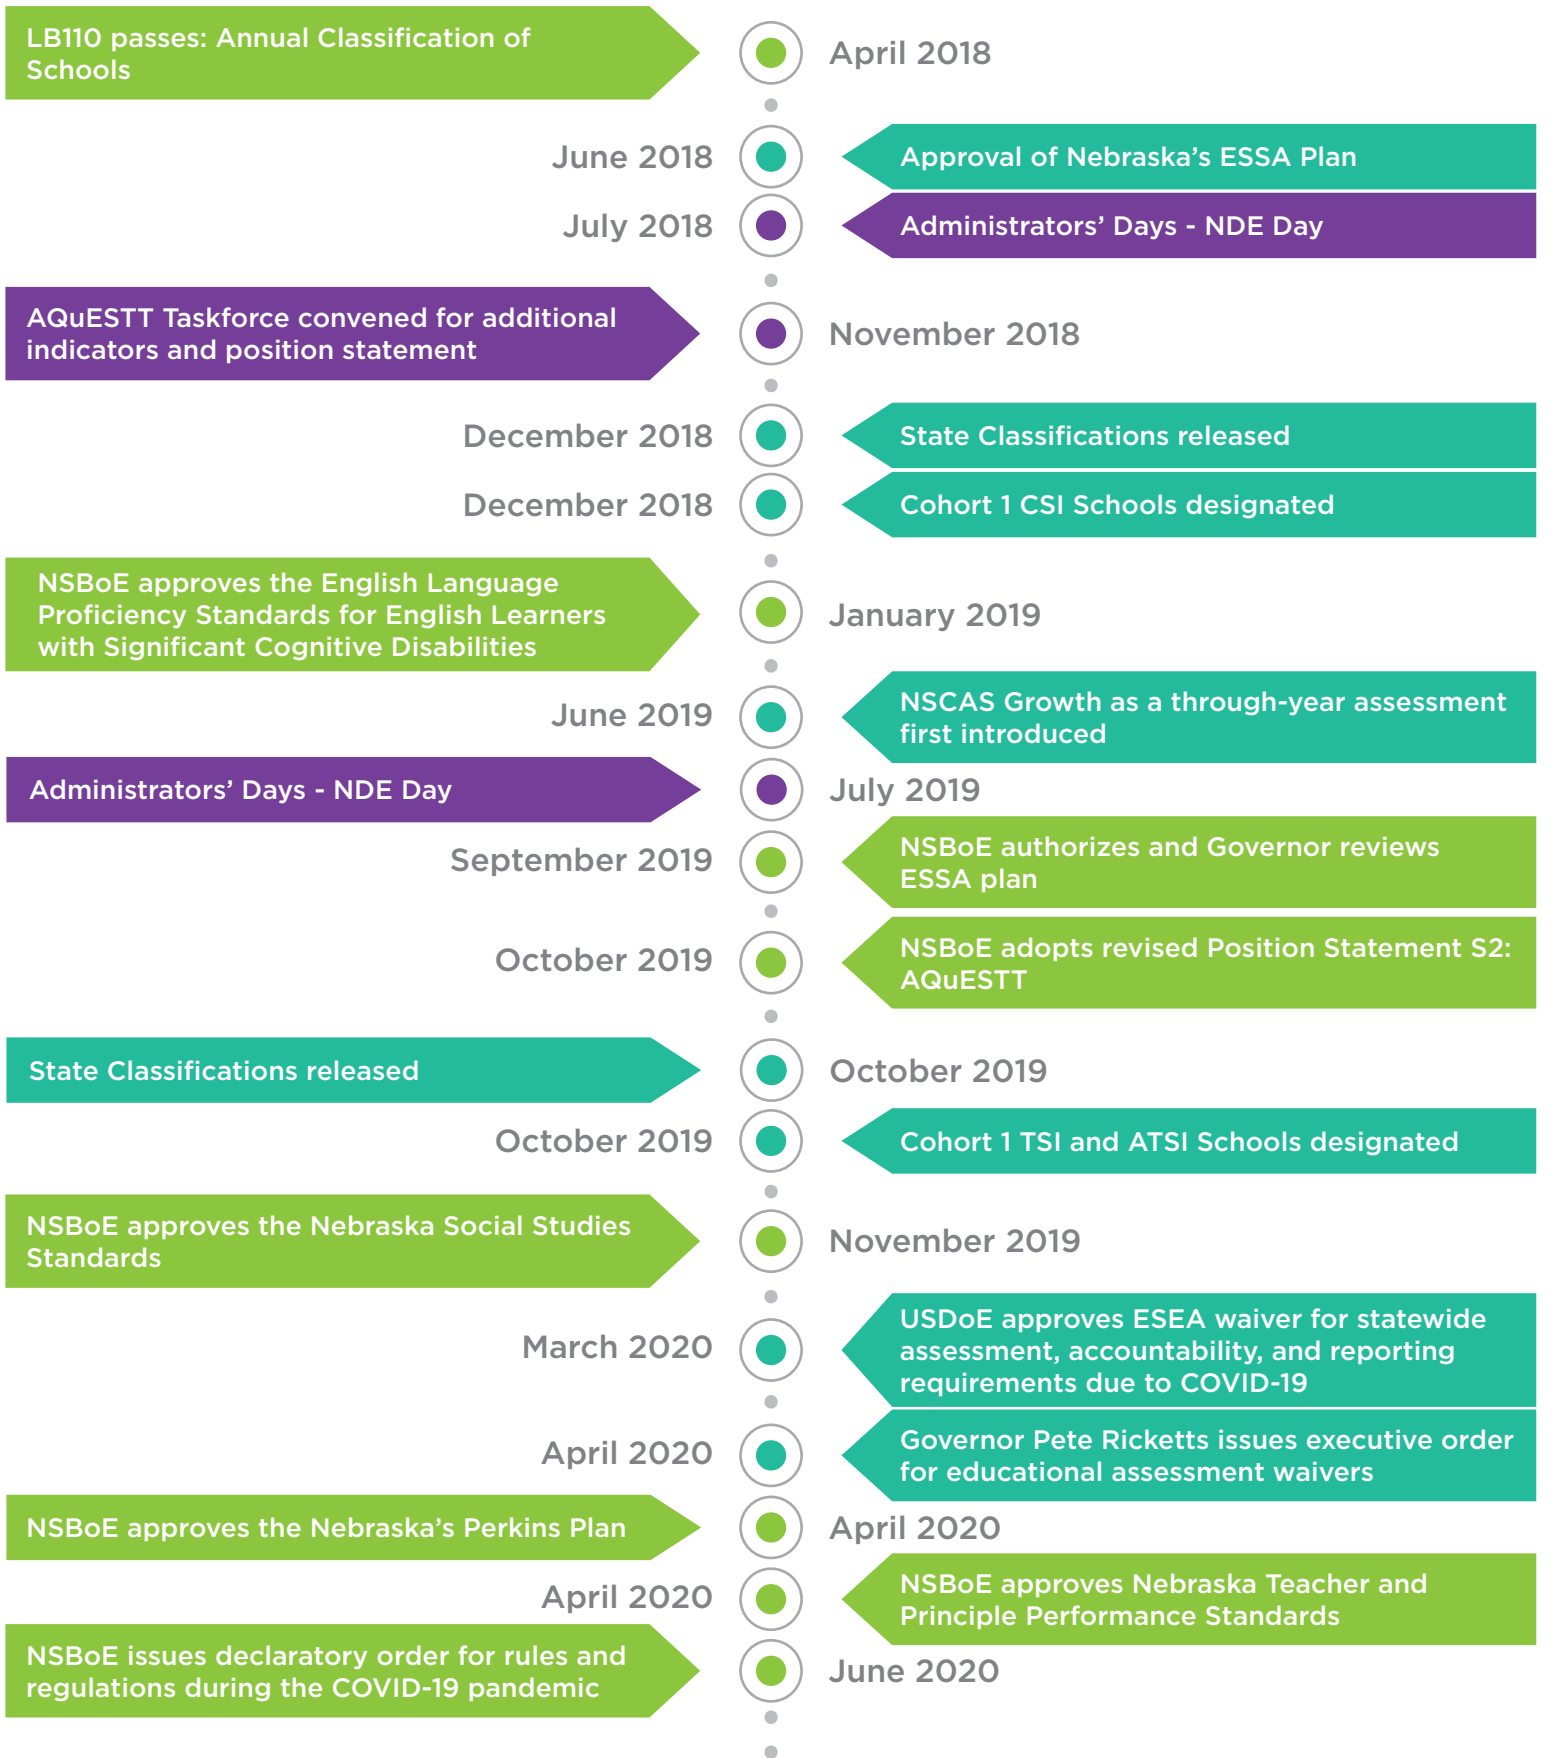 LB110 passes: Annual Classification of
Schools
April 2018
June 2018
Approval of Nebraska's ESSA Plan
July 2018
Administrators' Days - NDE Day
AQuESTT Taskforce convened for additional
indicators and position statement
November 2018
December 2018
State Classifications released
December 2018
Cohort 1 CSI Schools designated
NSBoE approves the English Language
Proficiency Standards for English Learners
with Significant Cognitive Disabilities
January 2019
June 2019
NSCAS Growth as a through-year assessment
first introduced
Administrators' Days - NDE Day
July 2019
September 2019
NSBoE authorizes and Governor reviews
ESSA plan
October 2019
NSBoE adopts revised Position Statement S2:
AQuESTT
State Classifications released
October 2019
October 2019
Cohort 1 TSI and ATSI Schools designated
NSBoE approves the Nebraska Social Studies
Standards
November 2019
March 2020
USDoE approves ESEA waiver for statewide
assessment, accountability, and reporting
requirements due to COVID-19
April 2020
Governor Pete Ricketts issues executive order
for educational assessment waivers
NSBoE approves the Nebraska's Perkins Plan
April 2020
April 2020
NSBoE approves Nebraska Teacher and
Principle Performance Standards
NSBoE issues declaratory order for rules and
regulations during the COVID-19 pandemic
June 2020